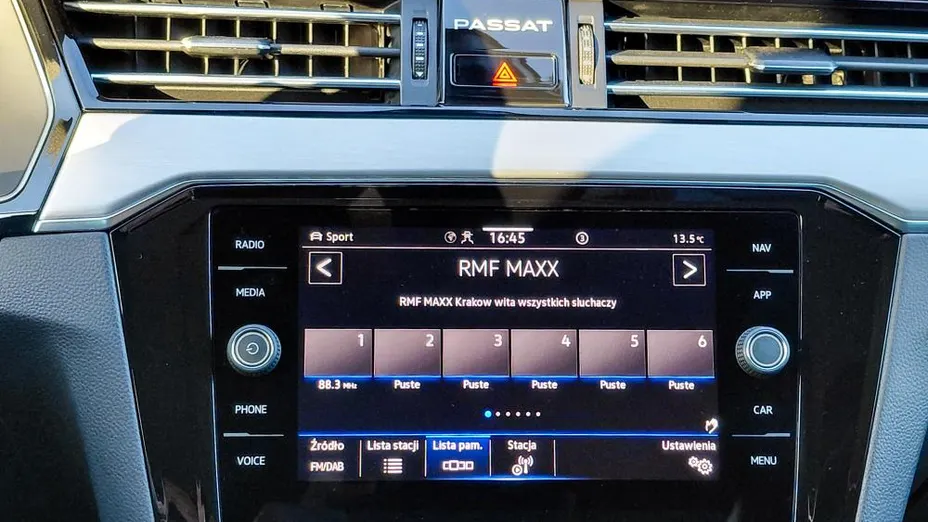 PASSAT
RADIO
MEDIA
PHONE
VOICE
Sport
16:45
3
13.5°C
<
RMF MAXX
>
RMF MAXX Krakow wita wszystkich słuchaczy
1
2
3
4
5
6
88.3 MHz
Puste
Puste
Puste
Puste
Puste
Źródło
Lista stacji
Lista pam.
Stacja
Ustawienia
FM/DAB
NAV
APP
CAR
MENU